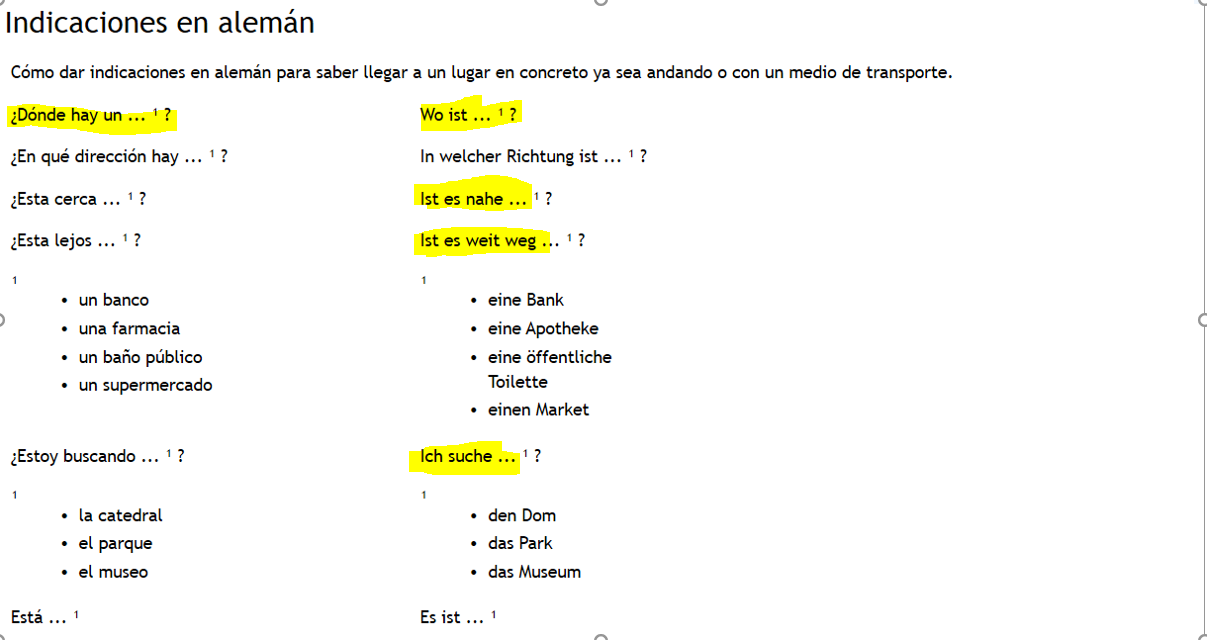 Indicaciones en alemán
Cómo dar indicaciones en alemán para saber llegar a un lugar en concreto ya sea andando o con un medio de transporte.
¿Dónde hay un ... ¹ ?
Wo ist ... ¹ ?
¿En qué dirección hay ... ¹ ?
In welcher Richtung ist ... ¹ ?
¿Esta cerca ... ¹ ?
Ist es nahe ... ¹ ?
¿Esta lejos ... ¹ ?
Ist es weit weg ... ¹ ?
¹
• un banco
• una farmacia
• un baño público
• un supermercado
¹
• eine Bank
• eine Apotheke
• eine öffentliche
Toilette
• einen Market
¿Estoy buscando ... ¹ ?
Ich suche ... ¹ ?
¹
• la catedral
• el parque
• el museo
¹
• den Dom
• das Park
• das Museum
Está ... ¹
Es ist ... ¹